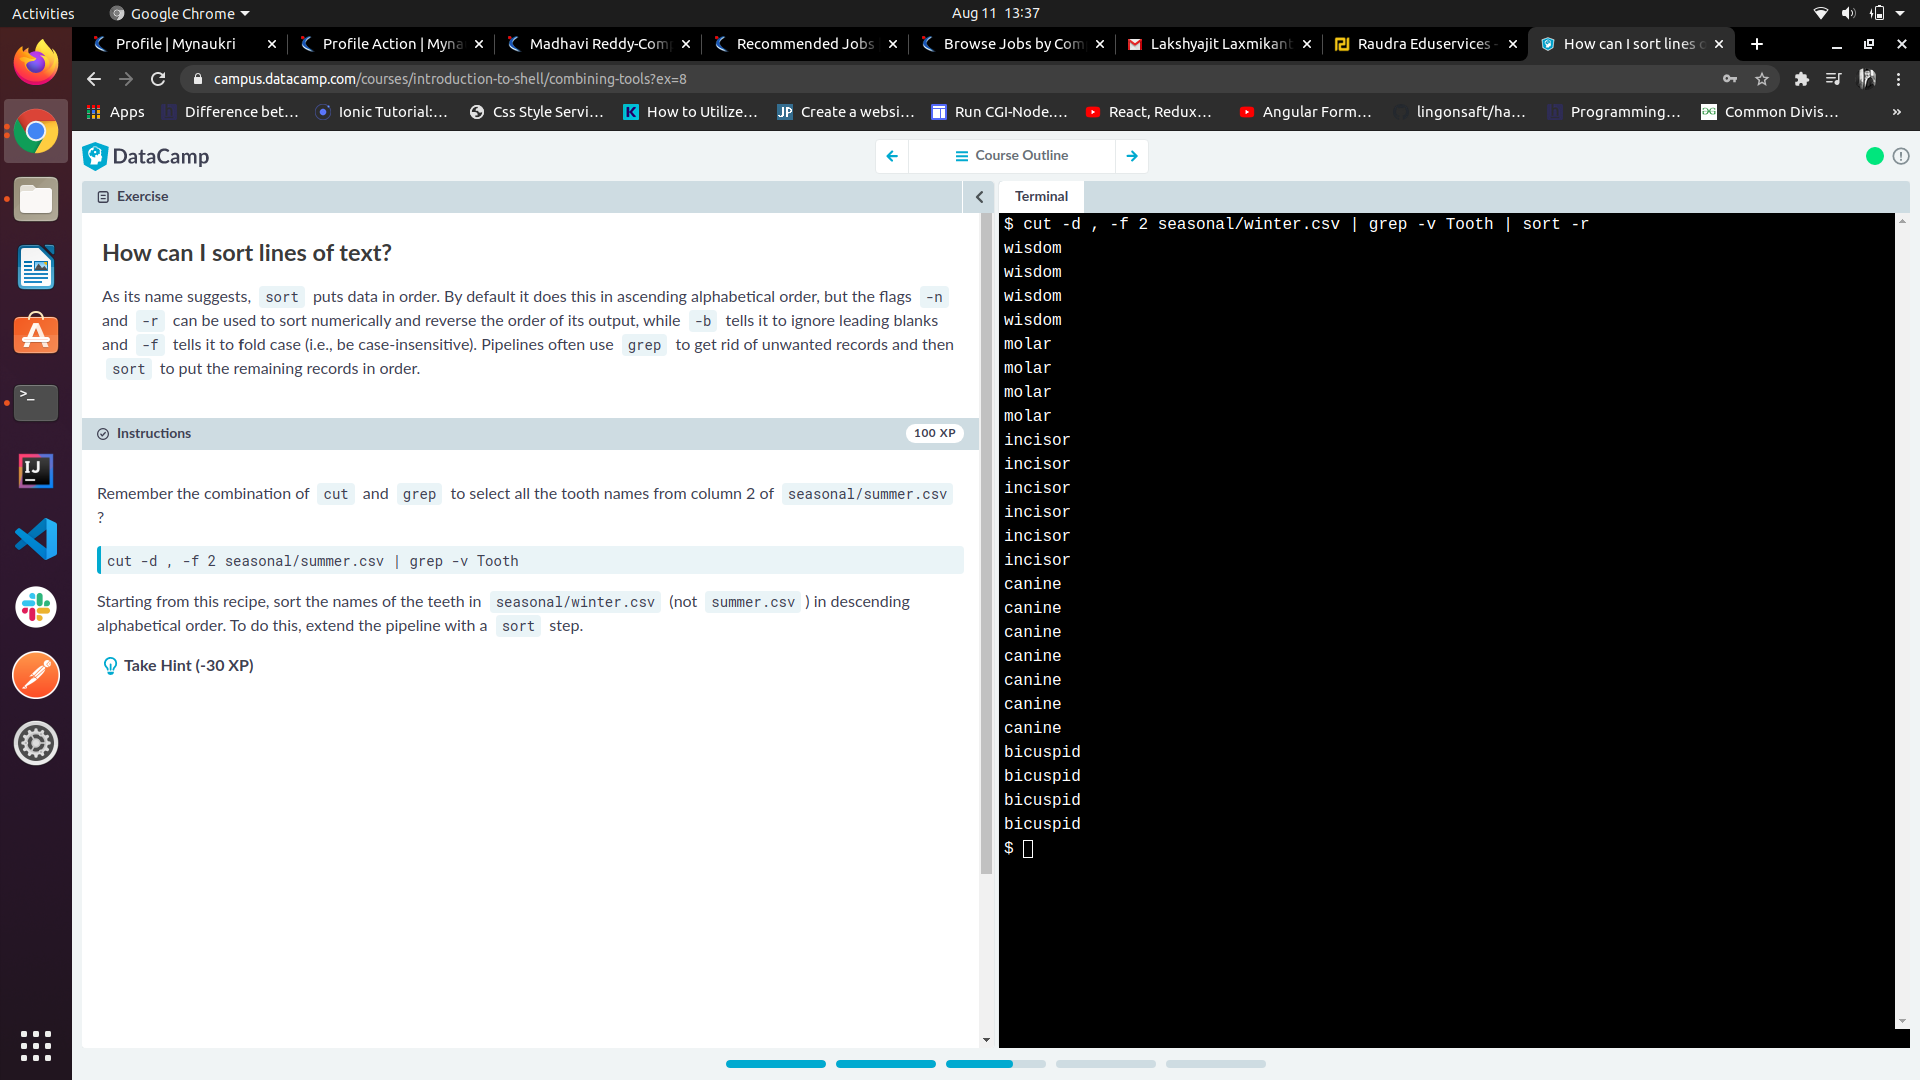 Activities
Google Chrome
Aug 11 13:37
Profile | Mynaukri
Profile Action | Myna
Madhavi Reddy-Com
Recommended Jobs
Browse Jobs by Com
Lakshyajit Laxmikant
Raudra Eduservices -
How can I sort lines o
campus.datacamp.com/courses/introduction-to-shell/combining-tools?ex=8
Apps
Difference bet…
Ionic Tutorial:…
Css Style Servi…
How to Utilize…
JP Create a websi…
Run CGI-Node.…
React, Redux…
Angular Form…
lingonsaft/ha…
Programming…
Common Divis…
»
DataCamp
Course Outline
Exercise
How can I sort lines of text?
As its name suggests, sort puts data in order. By default it does this in ascending alphabetical order, but the flags -n
and -r can be used to sort numerically and reverse the order of its output, while -b tells it to ignore leading blanks
and -f tells it to fold case (i.e., be case-insensitive). Pipelines often use grep to get rid of unwanted records and then
sort to put the remaining records in order.
Instructions
100 XP
Remember the combination of cut and grep to select all the tooth names from column 2 of seasonal/summer.csv
?
cut -d , -f 2 seasonal/summer.csv | grep -v Tooth
Starting from this recipe, sort the names of the teeth in seasonal/winter.csv (not summer.csv ) in descending
alphabetical order. To do this, extend the pipeline with a sort step.
Take Hint (-30 XP)
Terminal
$ cut -d , -f 2 seasonal/winter.csv | grep -v Tooth | sort -r
wisdom
wisdom
wisdom
wisdom
molar
molar
molar
molar
incisor
incisor
incisor
incisor
incisor
incisor
canine
canine
canine
canine
canine
canine
canine
bicuspid
bicuspid
bicuspid
bicuspid
$
>_
IJ